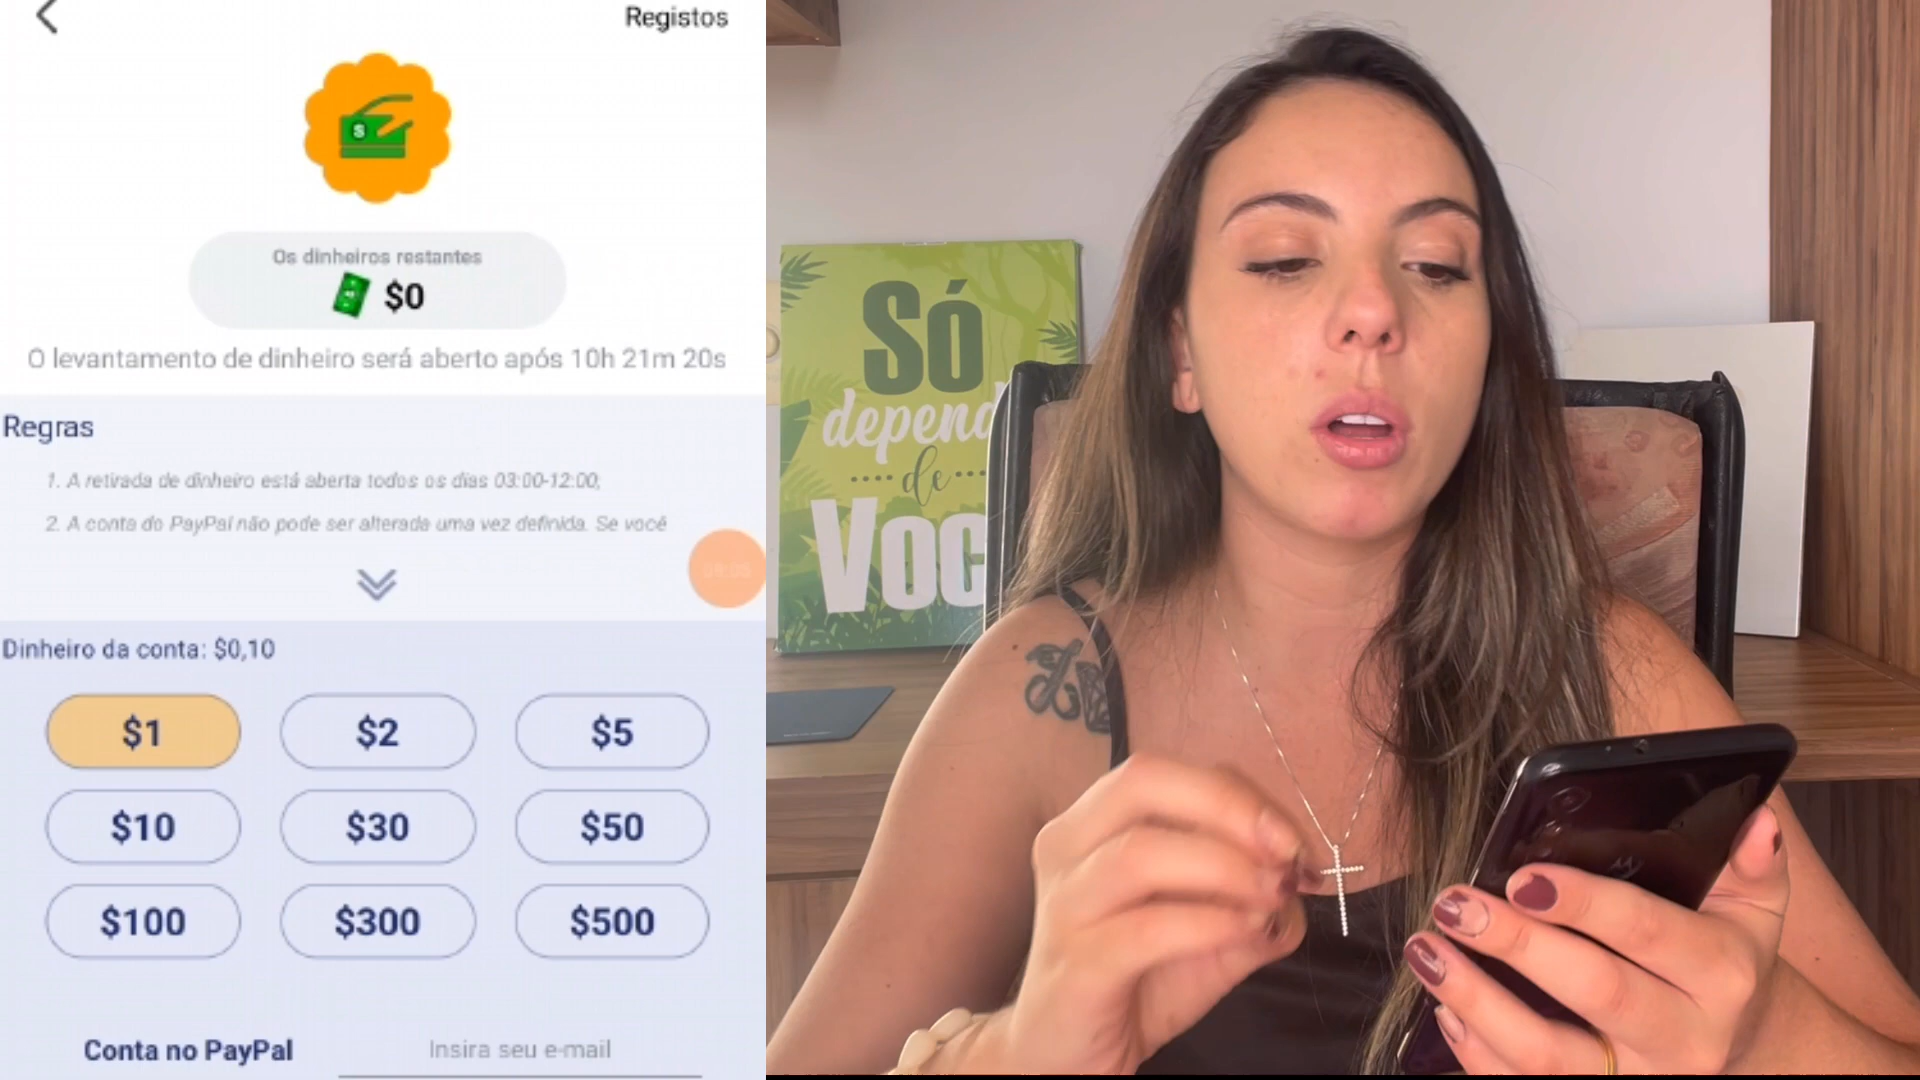 Registos
Os dinheiros restantes
$0
O levantamento de dinheiro será aberto após 10h 21m 20s
Regras
1. A retirada de dinheiro está aberta todos os dias 03:00-12:00;
2. A conta do PayPal não pode ser alterada uma vez definida. Se você
Dinheiro da conta: $0,10
$1 $2 $5
$10 $30 $50
$100 $300 $500
Conta no PayPal Insira seu e-mail
Só
depend
de
Voc